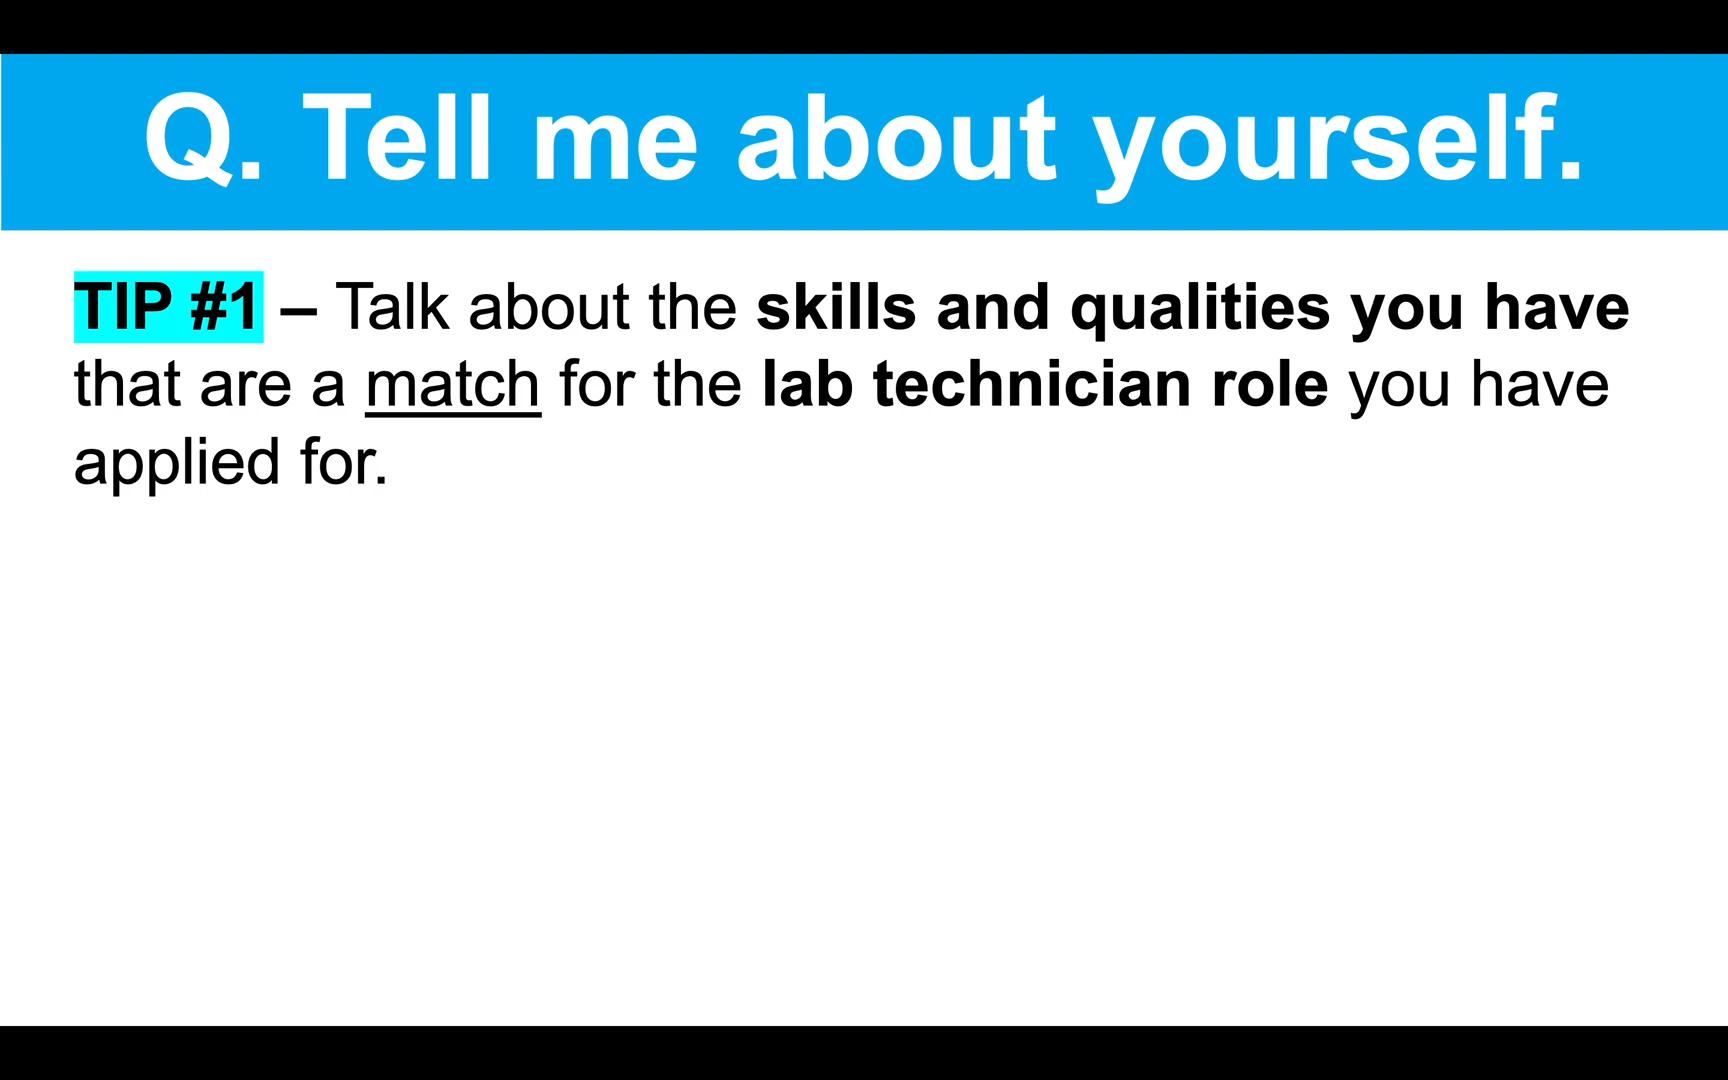 Q. Tell me about yourself.
TIP #1 – Talk about the skills and qualities you have
that are a match for the lab technician role you have
applied for.